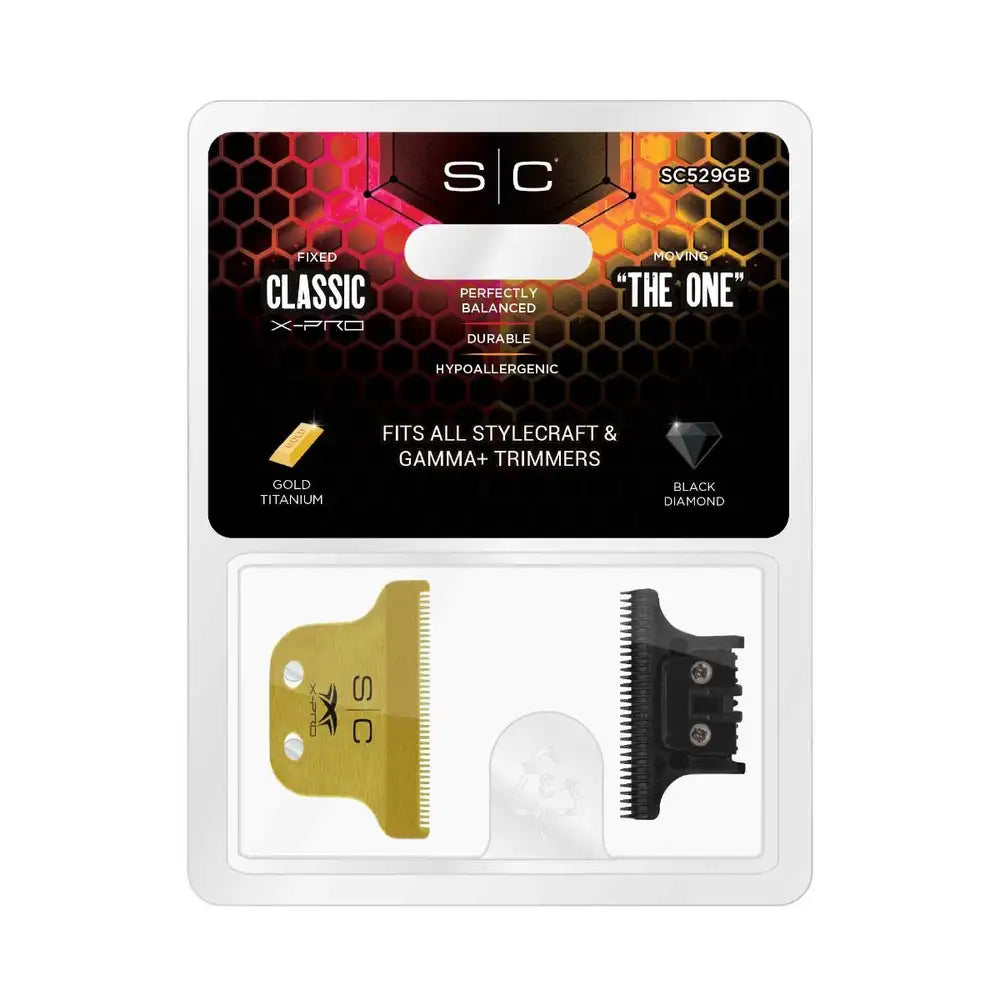 S|C
SC529GB
FIXED
CLASSIC
X-PRO
PERFECTLY
BALANCED
DURABLE
HYPOALLERGENIC
MOVING
"THE ONE"
GOLD
GOLD
TITANIUM
FITS ALL STYLECRAFT &
GAMMA+ TRIMMERS
BLACK
DIAMOND
S|C
X-PRO